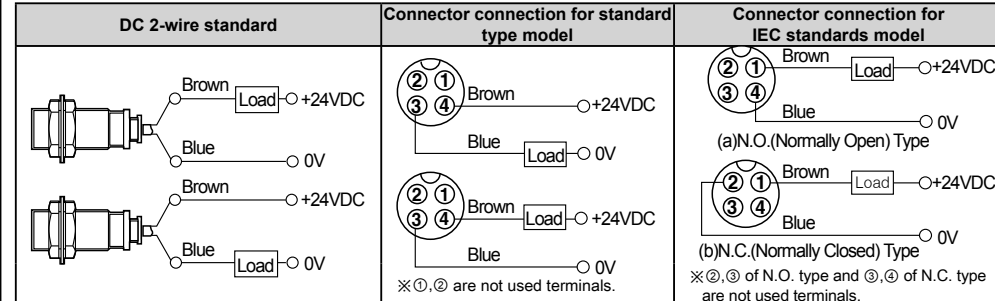 DC 2-wire standard
Connector connection for standard
type model
Connector connection for
IEC standards model
Brown
Load
+24VDC
Blue
0V
Brown
+24VDC
Blue
Load
0V
② ①
③ ④
Brown
+24VDC
Blue
Load
0V
② ①
③ ④
Brown
Load
+24VDC
Blue
0V
※①,② are not used terminals.
② ①
③ ④
Brown
Load
+24VDC
Blue
0V
(a)N.O.(Normally Open) Type
② ①
③ ④
Brown
Load
+24VDC
Blue
0V
(b)N.C.(Normally Closed) Type
※②,③ of N.O. type and ③,④ of N.C. type
are not used terminals.